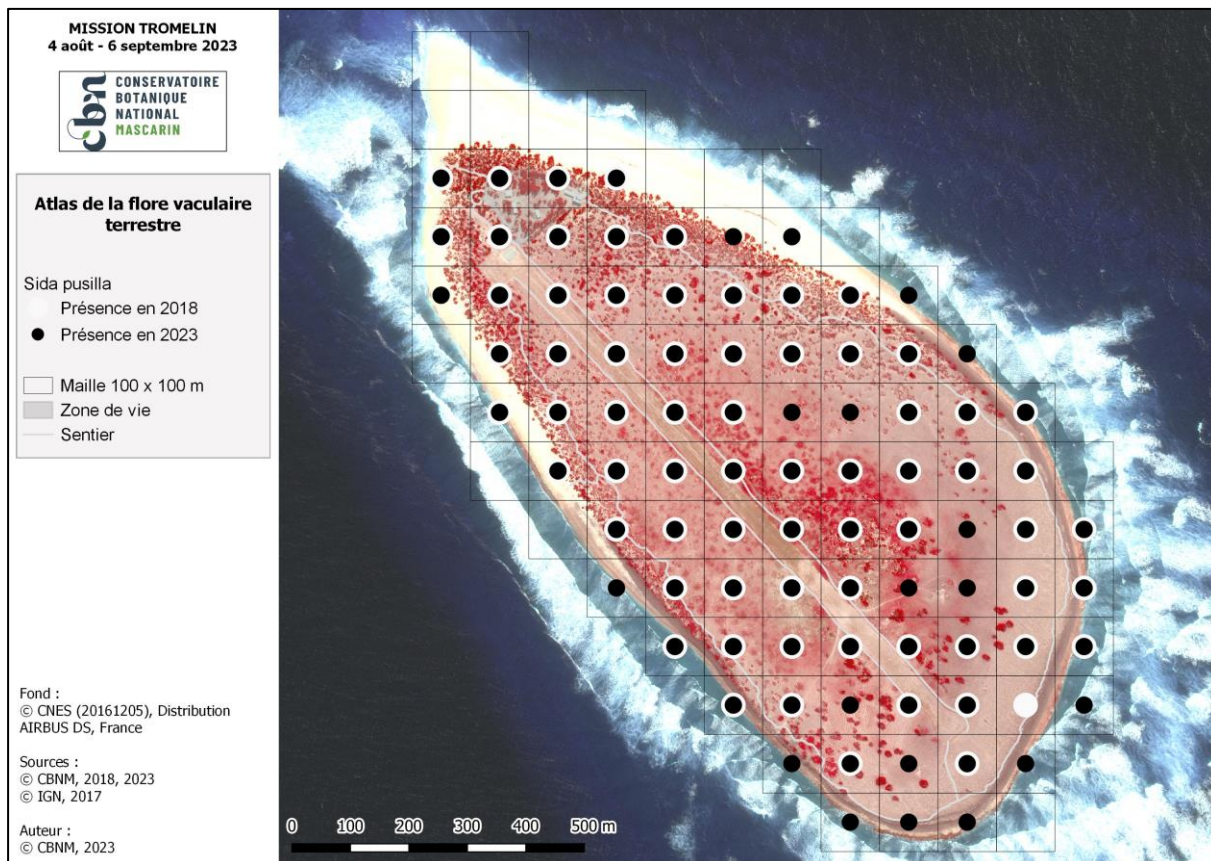 MISSION TROMELIN
4 août - 6 septembre 2023
cbn
CONSERVATOIRE
BOTANIQUE
NATIONAL
MASCARIN
Atlas de la flore vaculaire
terrestre
Sida pusilla
Présence en 2018
Présence en 2023
Maille 100 x 100 m
Zone de vie
Sentier
Fond :
© CNES (20161205), Distribution
AIRBUS DS, France
Sources :
© CBNM, 2018, 2023
© IGN, 2017
Auteur :
© CBNM, 2023
0 100 200 300 400 500 m